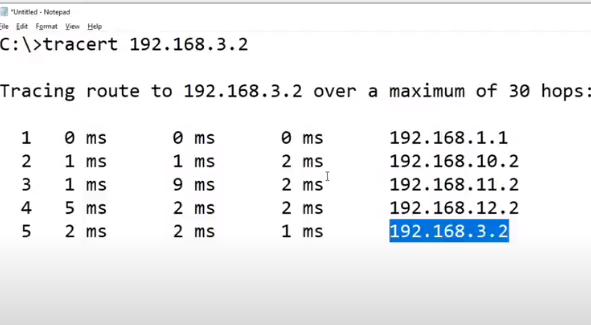 *Untitled - Notepad
File Edit Format View Help
C:\>tracert 192.168.3.2
Tracing route to 192.168.3.2 over a maximum of 30 hops:
1 0 ms 0 ms 0 ms 192.168.1.1
2 1 ms 1 ms 2 ms 192.168.10.2
3 1 ms 9 ms 2 ms 192.168.11.2
4 5 ms 2 ms 2 ms 192.168.12.2
5 2 ms 2 ms 1 ms 192.168.3.2